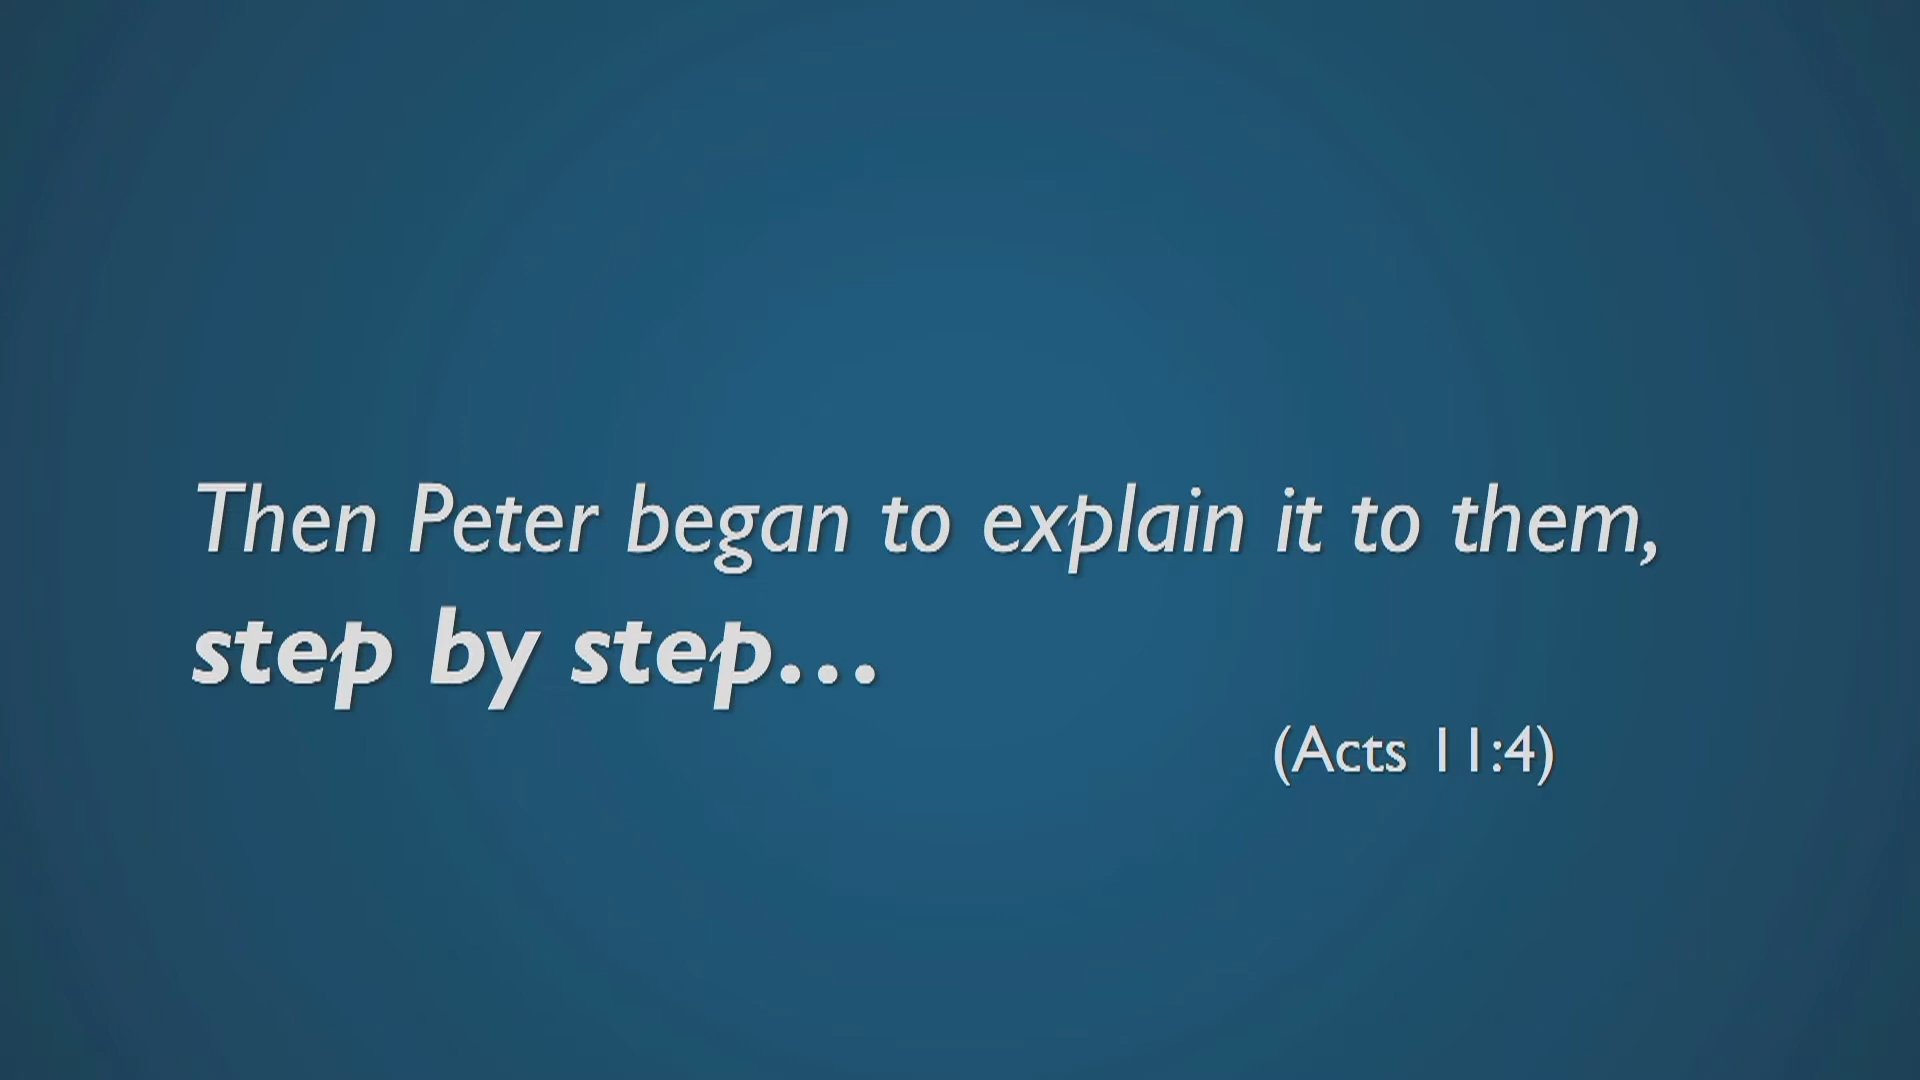 Then Peter began to explain it to them,
step by step…
(Acts 11:4)